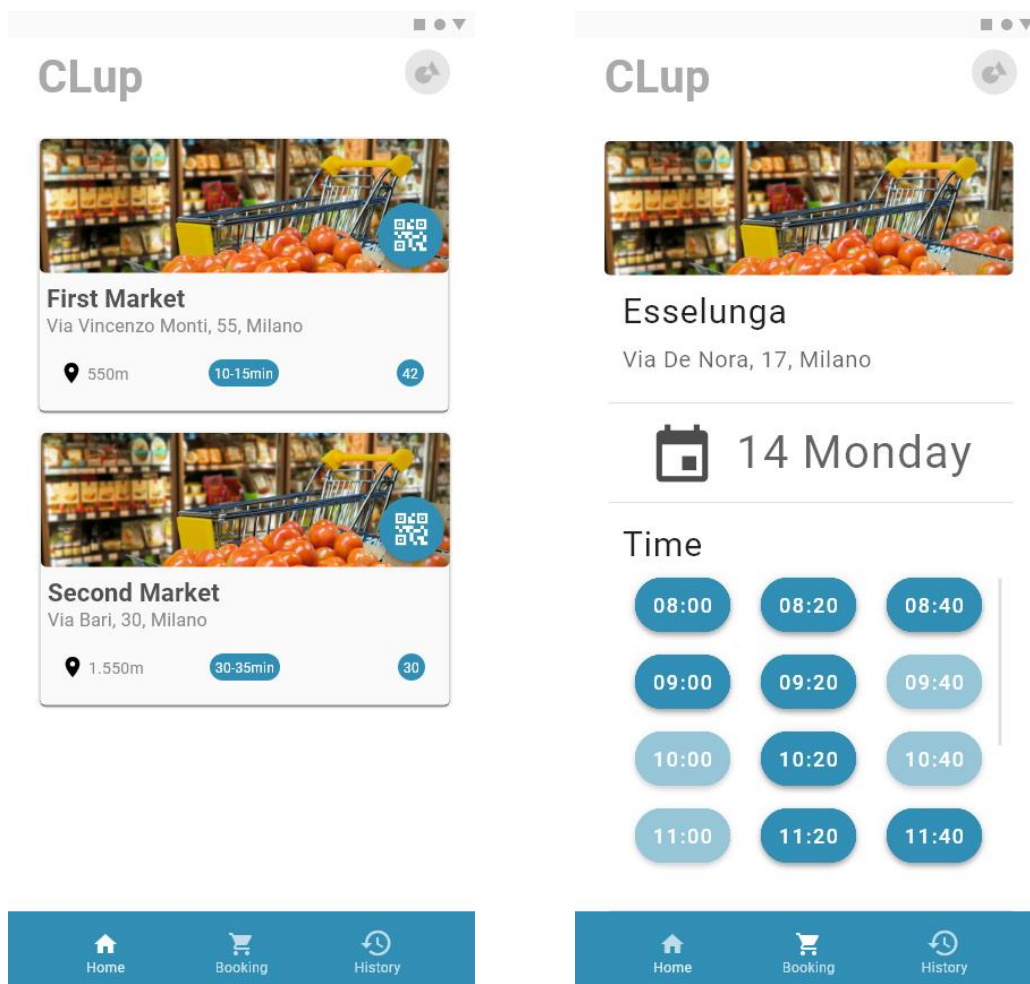 CLup
First Market
Via Vincenzo Monti, 55, Milano
550m 10-15min 42
Second Market
Via Bari, 30, Milano
1.550m 30-35min 30
Home Booking History
CLup
Esselunga
Via De Nora, 17, Milano
14 Monday
Time
08:00 08:20 08:40
09:00 09:20 09:40
10:00 10:20 10:40
11:00 11:20 11:40
Home Booking History